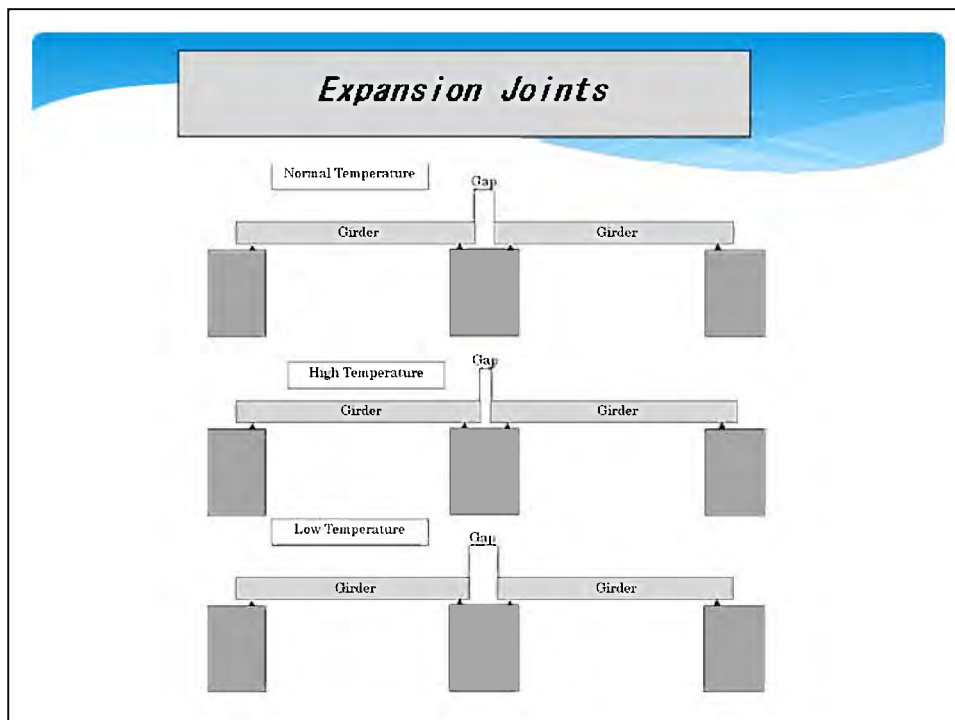 Expansion Joints
Normal Temperature
Gap
Girder
Girder
High Temperature
Gap
Girder
Girder
Low Temperature
Gap
Girder
Girder